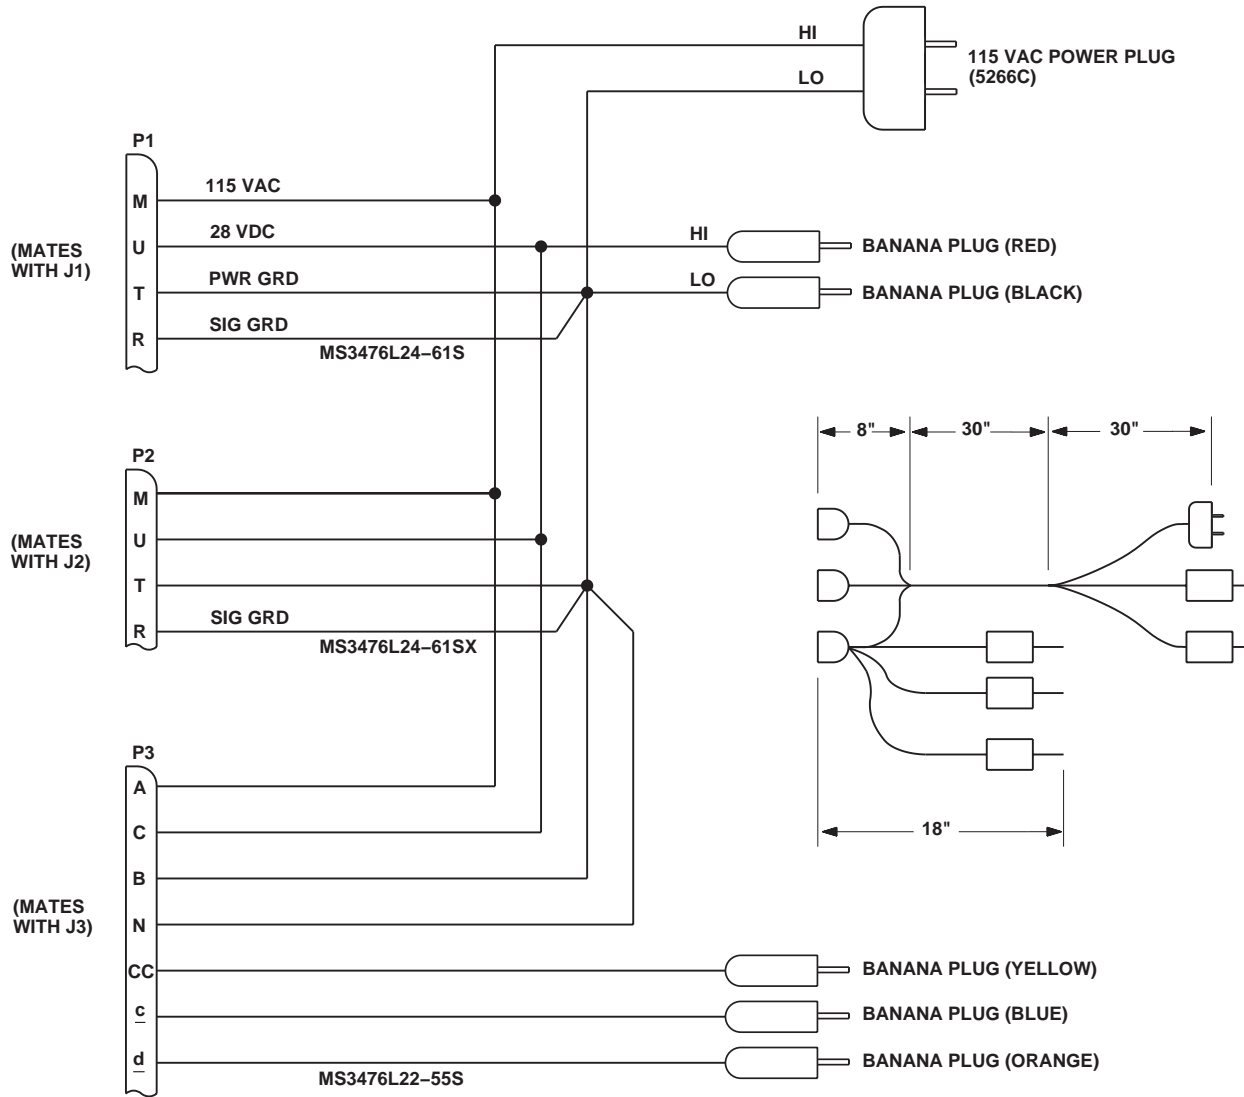 HI
115 VAC POWER PLUG
(5266C)
LO
P1
M
115 VAC
U
28 VDC
HI
BANANA PLUG (RED)
(MATES
WITH J1)
T
PWR GRD
LO
BANANA PLUG (BLACK)
R
SIG GRD
MS3476L24–61S
8"
30"
30"
P2
M
U
(MATES
WITH J2)
T
R
SIG GRD
MS3476L24–61SX
P3
A
C
18"
B
(MATES
WITH J3)
N
CC
BANANA PLUG (YELLOW)
c
BANANA PLUG (BLUE)
d
BANANA PLUG (ORANGE)
MS3476L22–55S